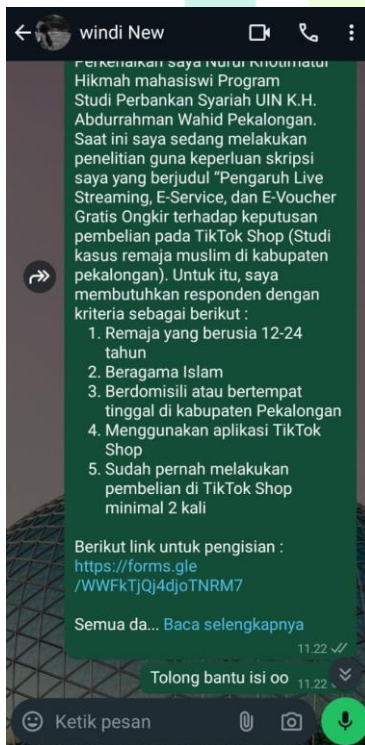 windi New
Perkenalkan saya Nurul Khotimatul
Hikmah mahasiswi Program
Studi Perbankan Syariah UIN K.H.
Abdurrahman Wahid Pekalongan.
Saat ini saya sedang melakukan
penelitian guna keperluan skripsi
saya yang berjudul “Pengaruh Live
Streaming, E-Service, dan E-Voucher
Gratis Ongkir terhadap keputusan
pembelian pada TikTok Shop (Studi
kasus remaja muslim di kabupaten
pekalongan). Untuk itu, saya
membutuhkan responden dengan
kriteria sebagai berikut :
1. Remaja yang berusia 12-24
tahun
2. Beragama Islam
3. Berdomisili atau bertempat
tinggal di kabupaten Pekalongan
4. Menggunakan aplikasi TikTok
Shop
5. Sudah pernah melakukan
pembelian di TikTok Shop
minimal 2 kali
Berikut link untuk pengisian :
https://forms.gle
/WWFkTjQj4djoTNRM7
Semua da... Baca selengkapnya
11.22
Tolong bantu isi oo 11.22
Ketik pesan